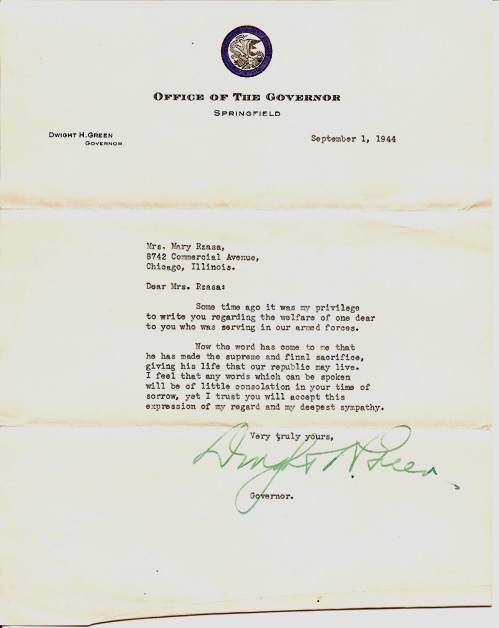 OFFICE OF THE GOVERNOR
SPRINGFIELD
DWIGHT H. GREEN
GOVERNOR
September 1, 1944
Mrs. Mary Rzasa,
8742 Commercial Avenue,
Chicago, Illinois.
Dear Mrs. Rzasa:
Some time ago it was my privilege
to write you regarding the welfare of one dear
to you who was serving in our armed forces.
Now the word has come to me that
he has made the supreme and final sacrifice,
giving his life that our republic may live.
I feel that any words which can be spoken
will be of little consolation in your time of
sorrow, yet I trust you will accept this
expression of my regard and my deepest sympathy.
Very truly yours,
Dwight H. Green.
Governor.